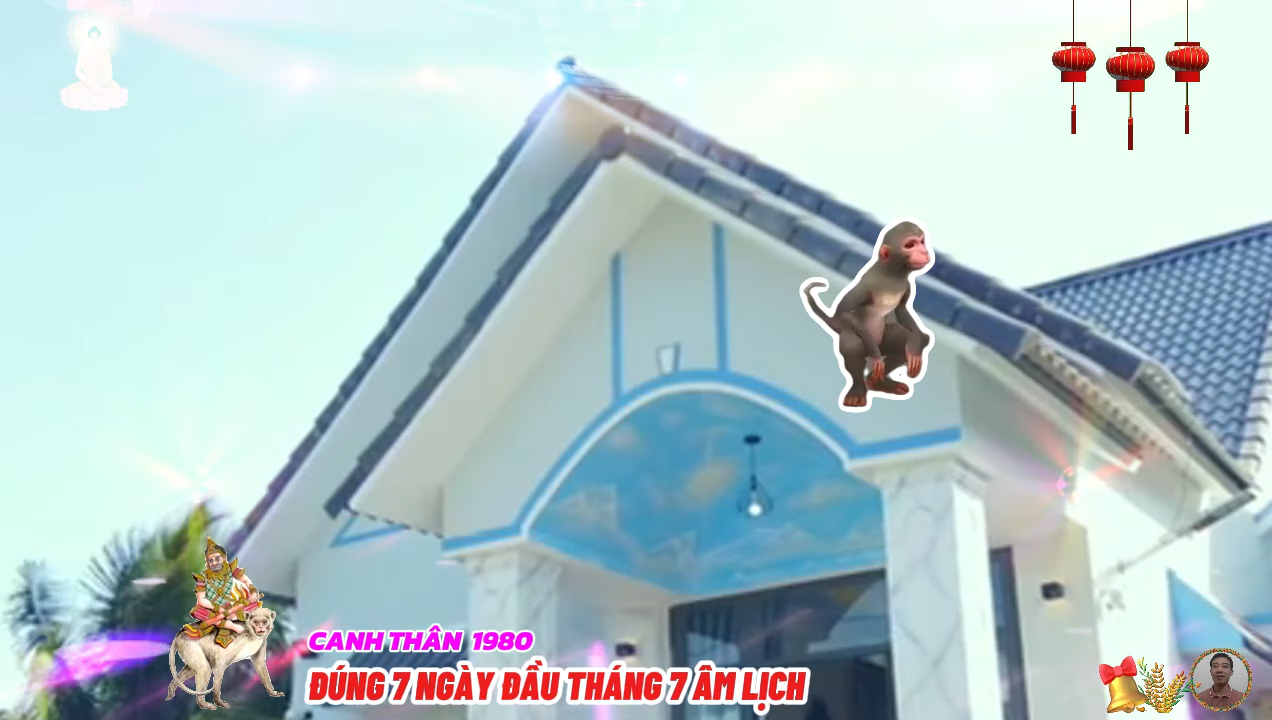 CANH THÂN 1980
ĐÚNG 7 NGÀY ĐẦU THÁNG 7 ÂM LỊCH